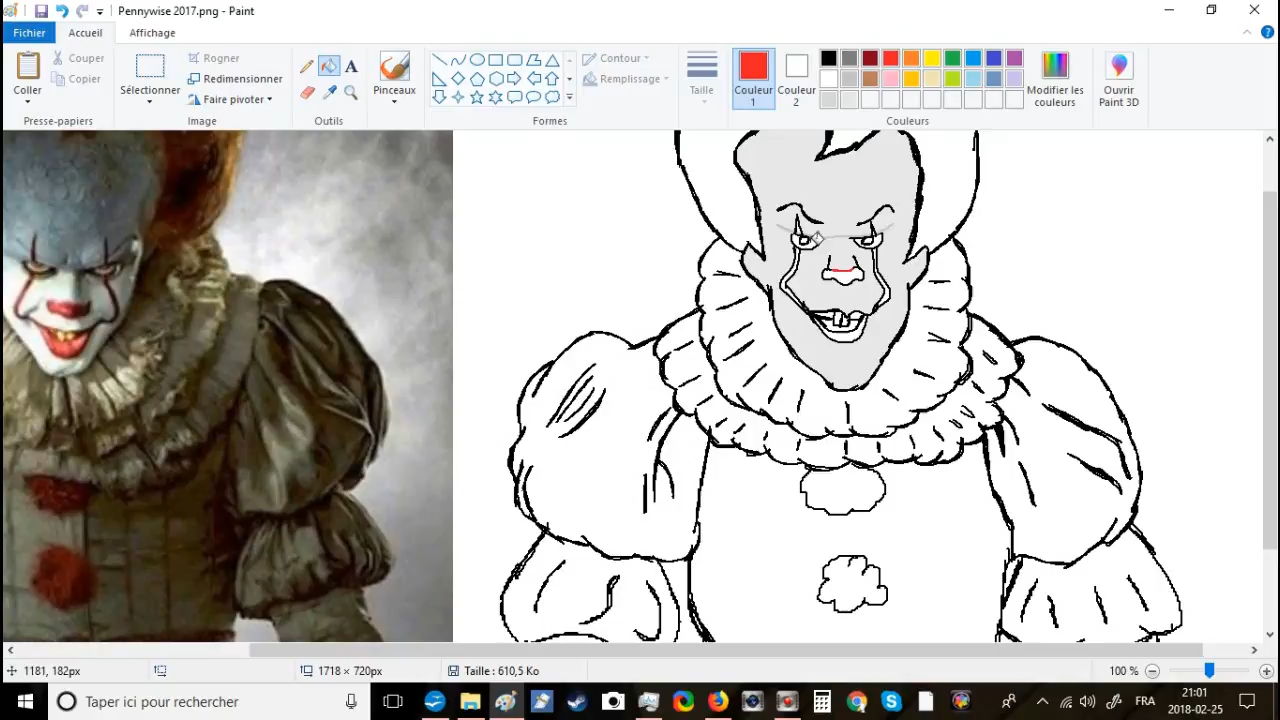 Pennywise 2017.png - Paint
Fichier Accueil Affichage
Coller
Couper
Copier
Presse-papiers
Sélectionner
Rogner
Redimensionner
Faire pivoter
Image
A
Outils
Pinceaux
Contour
Remplissage
Formes
Taille
Couleur 1
Couleur 2
Modifier les couleurs
Couleurs
Ouvrir Paint 3D
1181, 182px
1718 × 720px
Taille : 610,5 Ko
100 %
Taper ici pour rechercher
FRA
21:01
2018-02-25